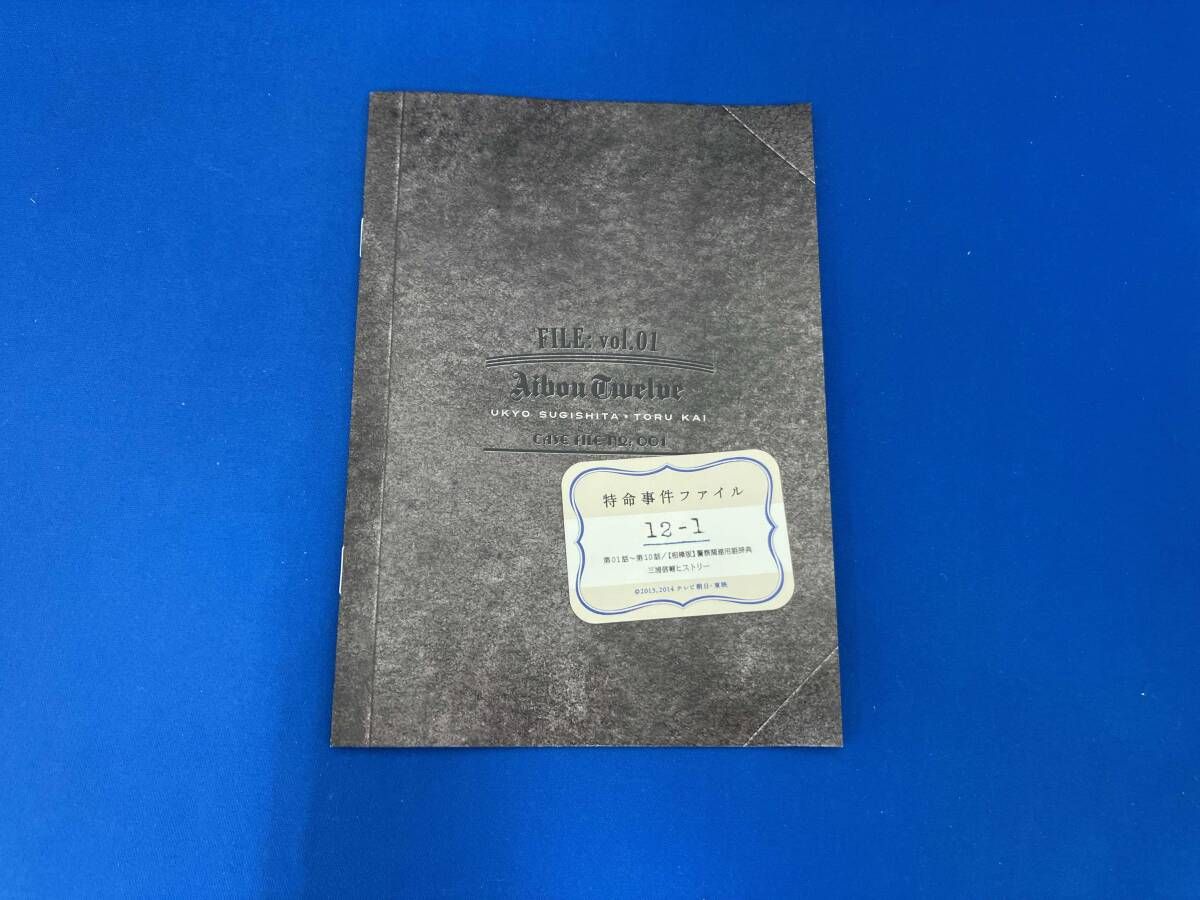 FILE: vol.01
Aibou Twelve
UKYO SUGISHITA・TORU KAI
CASE FILE NO, 001
特命事件ファイル
12-1
第01話〜第10話/【相棒版】警察関連用語辞典
三浦信輔ヒストリー
©2013,2014 テレビ朝日・東映